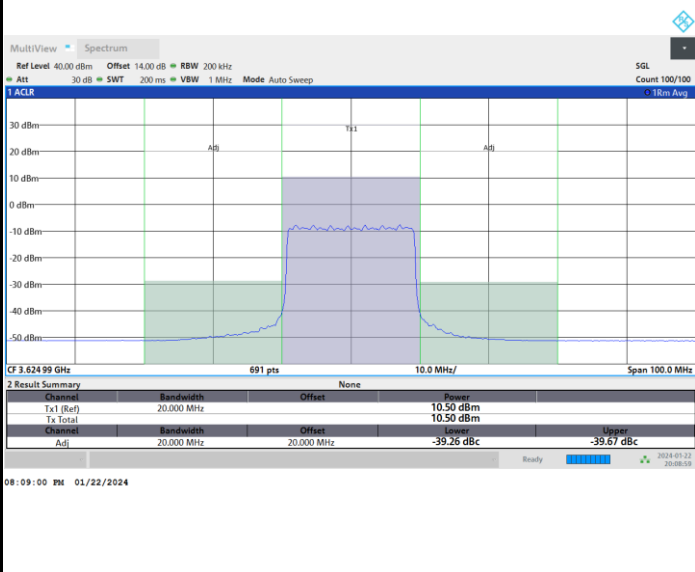 MultiView Spectrum
Ref Level 40.00 dBm Offset 14.00 dB RBW 200 kHz SGL
Att 30 dB SWT 200 ms VBW 1 MHz Mode Auto Sweep Count 100/100
1 ACLR 1Rm Avg
30 dBm
Tx1
20 dBm
Adj Adj
10 dBm
0 dBm
-10 dBm
-20 dBm
-30 dBm
-40 dBm
-50 dBm
CF 3.624 99 GHz 691 pts 10.0 MHz/ Span 100.0 MHz
2 Result Summary None
Channel Bandwidth Offset Power
Tx1 (Ref) 20.000 MHz 10.50 dBm
Tx Total 10.50 dBm
Channel Bandwidth Offset Lower Upper
Adj 20.000 MHz 20.000 MHz -39.26 dBc -39.67 dBc
Ready 2024-01-22
20:08:59
08:09:00 PM 01/22/2024